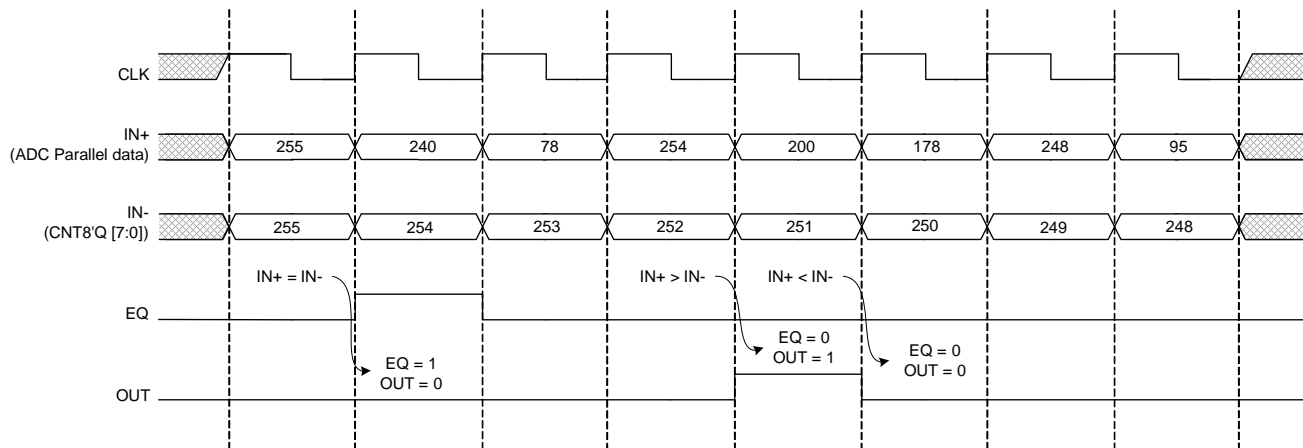 CLK
IN+
(ADC Parallel data)
255 240 78 254 200 178 248 95
IN-
(CNT8'Q [7:0])
255 254 253 252 251 250 249 248
IN+ = IN- IN+ > IN- IN+ < IN-
EQ
EQ = 1
OUT = 0
EQ = 0
OUT = 1
EQ = 0
OUT = 0
OUT